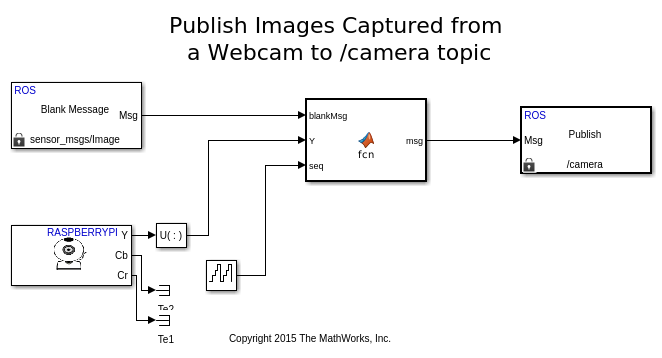 Publish Images Captured from
a Webcam to /camera topic
ROS
Blank Message
Msg
sensor_msgs/Image
blankMsg
Y
seq
msg
fcn
ROS
Publish
Msg
/camera
RASPBERRYPI
Y
Cb
Cr
U( : )
Te2
Te1
Copyright 2015 The MathWorks, Inc.